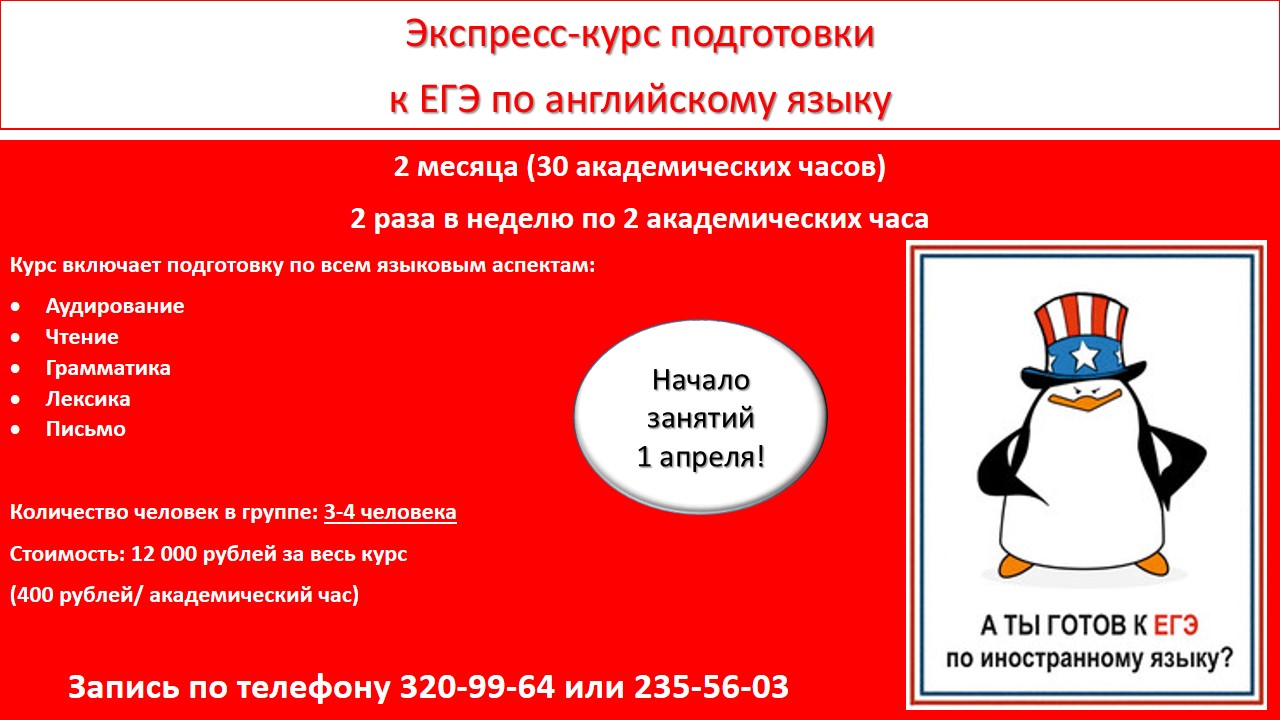 Экспресс-курс подготовки
к ЕГЭ по английскому языку
2 месяца (30 академических часов)
2 раза в неделю по 2 академических часа
Курс включает подготовку по всем языковым аспектам:
• Аудирование
• Чтение
• Грамматика
• Лексика
• Письмо
Начало
занятий
1 апреля!
Количество человек в группе: 3-4 человека
Стоимость: 12 000 рублей за весь курс
(400 рублей/ академический час)
А ТЫ ГОТОВ К ЕГЭ
по иностранному языку?
Запись по телефону 320-99-64 или 235-56-03